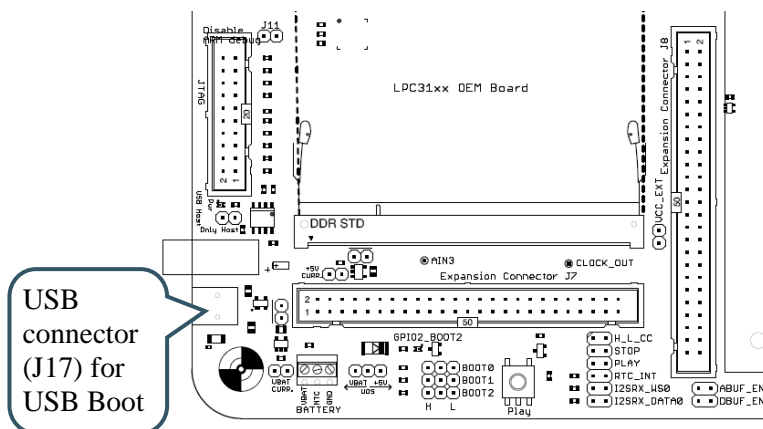 Disable
ARM debug
J11
JTAG
20
2 1
USB Host
Pwr
Only Host
LPC31xx OEM Board
DDR STD
Expansion Connector J8
1 2
50
VCC_EXT
+5V
CURR.
AIN3
CLOCK_OUT
Expansion Connector J7
2
1
50
USB
connector
(J17) for
USB Boot
+
GPIO2_BOOT2
VBAT
CURR.
VBAT
NTC
GND
BATTERY
VBAT +5V
UOS
BOOT0
BOOT1
BOOT2
H L
Play
H_L_CC
STOP
PLAY
RTC_INT
I2SRX_WS0
I2SRX_DATA0
ABUF_EN
DBUF_EN